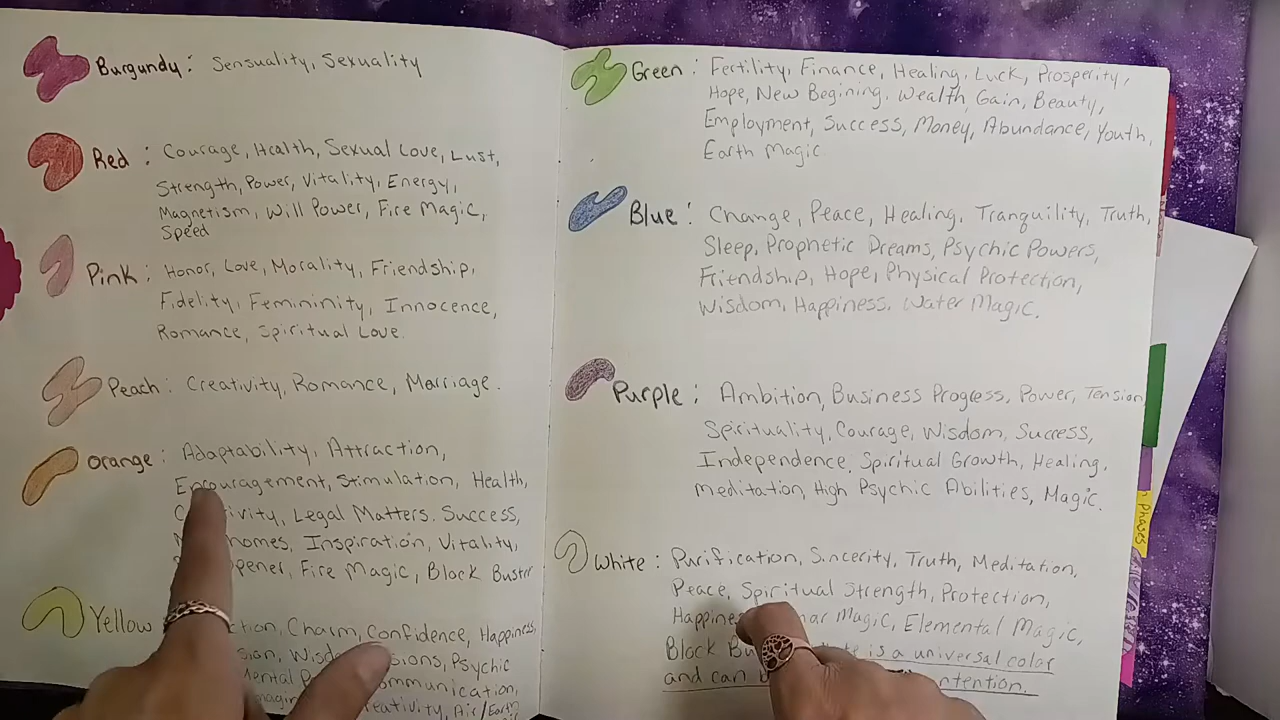 Burgundy: Sensuality, Sexuality
Red: Courage, Health, Sexual Love, Lust,
Strength, Power, Vitality, Energy,
Magnetism, Will Power, Fire Magic,
Speed
Pink: Honor, Love, Morality, Friendship,
Fidelity, Femininity, Innocence,
Romance, Spiritual Love.
Peach: Creativity, Romance, Marriage.
Orange: Adaptability, Attraction,
Encouragement, Stimulation, Health,
Legal Matters. Success,
Inspiration, Vitality,
Fire Magic, Block Buster
Yellow Charm, Confidence, Happiness,
Psychic
Mental
Air/Earth
Green: Fertility, Finance, Healing, Luck, Prosperity,
Hope, New Begining, Wealth, Gain, Beauty,
Employment, Success, Money, Abundance, Youth,
Earth Magic.
Blue: Change, Peace, Healing, Tranquility, Truth,
Sleep, Prophetic Dreams, Psychic Powers,
Friendship, Hope, Physical Protection,
Wisdom, Happiness. Water Magic.
Purple: Ambition, Business Progress, Power, Tension
Spirituality, Courage, Wisdom, Success,
Independence, Spiritual Growth, Healing,
Meditation, High Psychic Abilities, Magic.
White: Purification, Sincerity, Truth, Meditation,
Peace, Spiritual Strength, Protection,
Magic, Elemental Magic,
Block is a universal color
and can
Phases